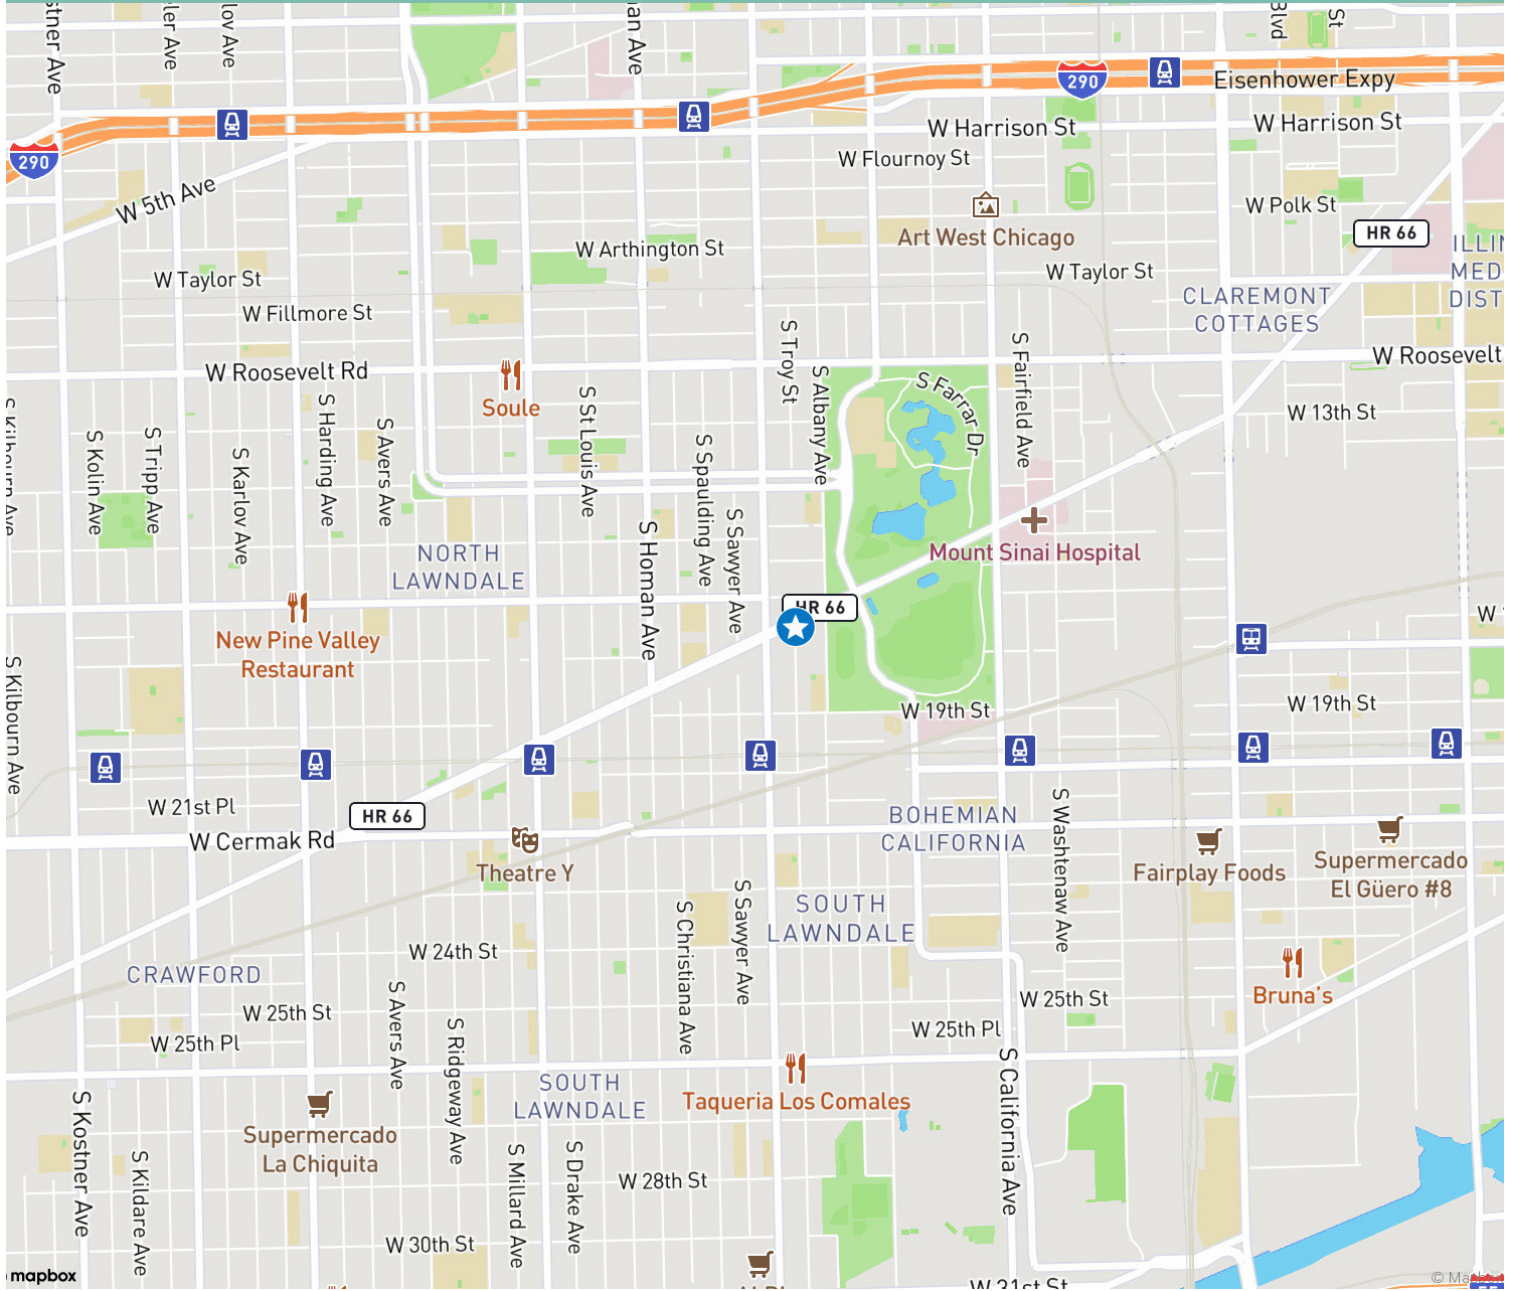 stner Ave
ler Ave
lov Ave
an Ave
Blvd
St
290
Eisenhower Expy
W Harrison St
W Harrison St
W Flournoy St
290
W 5th Ave
W Polk St
HR 66
Art West Chicago
W Arthington St
ILLIN
MED
DIST
W Taylor St
W Taylor St
CLAREMONT
COTTAGES
W Fillmore St
S Troy St
S Fairfield Ave
W Roosevelt
W Roosevelt Rd
S Albany Ave
S Farrar Dr
Soule
W 13th St
S Kilbourn Ave
S Kolin Ave
S Tripp Ave
S Karlov Ave
S Harding Ave
S Avers Ave
S St Louis Ave
S Spaulding Ave
S Sawyer Ave
S Homan Ave
NORTH
LAWNDALE
Mount Sinai Hospital
HR 66
W
New Pine Valley
Restaurant
S Kilbourn Ave
W 19th St
W 19th St
W 21st Pl
HR 66
W Cermak Rd
BOHEMIAN
CALIFORNIA
S Washtenaw Ave
Theatre Y
Fairplay Foods
Supermercado
El Güero #8
SOUTH
LAWNDALE
S Christiana Ave
S Sawyer Ave
W 24th St
CRAWFORD
W 25th St
S Avers Ave
W 25th St
Bruna's
W 25th Pl
W 25th Pl
S Ridgeway Ave
S California Ave
SOUTH
LAWNDALE
Taqueria Los Comales
S Kostner Ave
Supermercado
La Chiquita
S Kildare Ave
S Millard Ave
S Drake Ave
W 28th St
W 30th St
mapbox
W 31st St